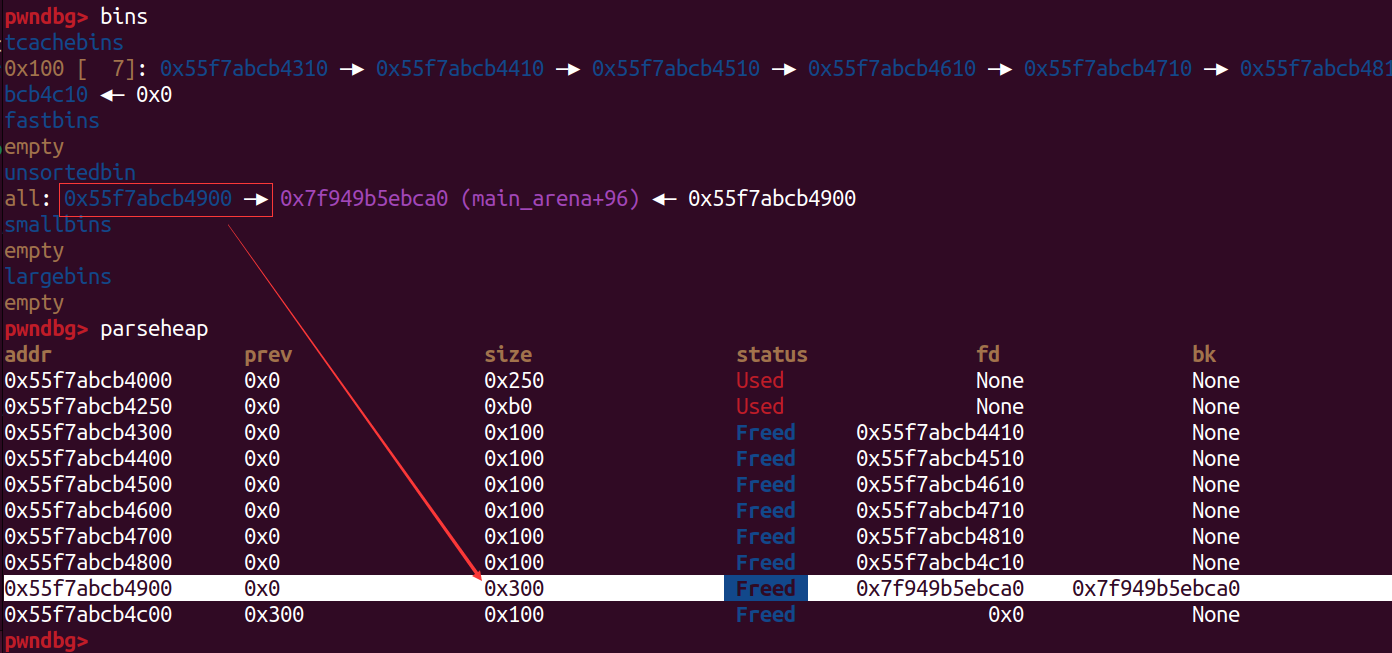 pwndbg> bins
tcachebins
0x100 [  7]: 0x55f7abcb4310 —▸ 0x55f7abcb4410 —▸ 0x55f7abcb4510 —▸ 0x55f7abcb4610 —▸ 0x55f7abcb4710 —▸ 0x55f7abcb481
bcb4c10 ◂— 0x0
fastbins
empty
unsortedbin
all: 0x55f7abcb4900 —▸ 0x7f949b5ebca0 (main_arena+96) ◂— 0x55f7abcb4900
smallbins
empty
largebins
empty
pwndbg> parseheap
addr prev size status fd bk
0x55f7abcb4000 0x0 0x250 Used None None
0x55f7abcb4250 0x0 0xb0 Used None None
0x55f7abcb4300 0x0 0x100 Freed 0x55f7abcb4410 None
0x55f7abcb4400 0x0 0x100 Freed 0x55f7abcb4510 None
0x55f7abcb4500 0x0 0x100 Freed 0x55f7abcb4610 None
0x55f7abcb4600 0x0 0x100 Freed 0x55f7abcb4710 None
0x55f7abcb4700 0x0 0x100 Freed 0x55f7abcb4810 None
0x55f7abcb4800 0x0 0x100 Freed 0x55f7abcb4c10 None
0x55f7abcb4900 0x0 0x300 Freed 0x7f949b5ebca0 0x7f949b5ebca0
0x55f7abcb4c00 0x300 0x100 Freed 0x0 None
pwndbg>